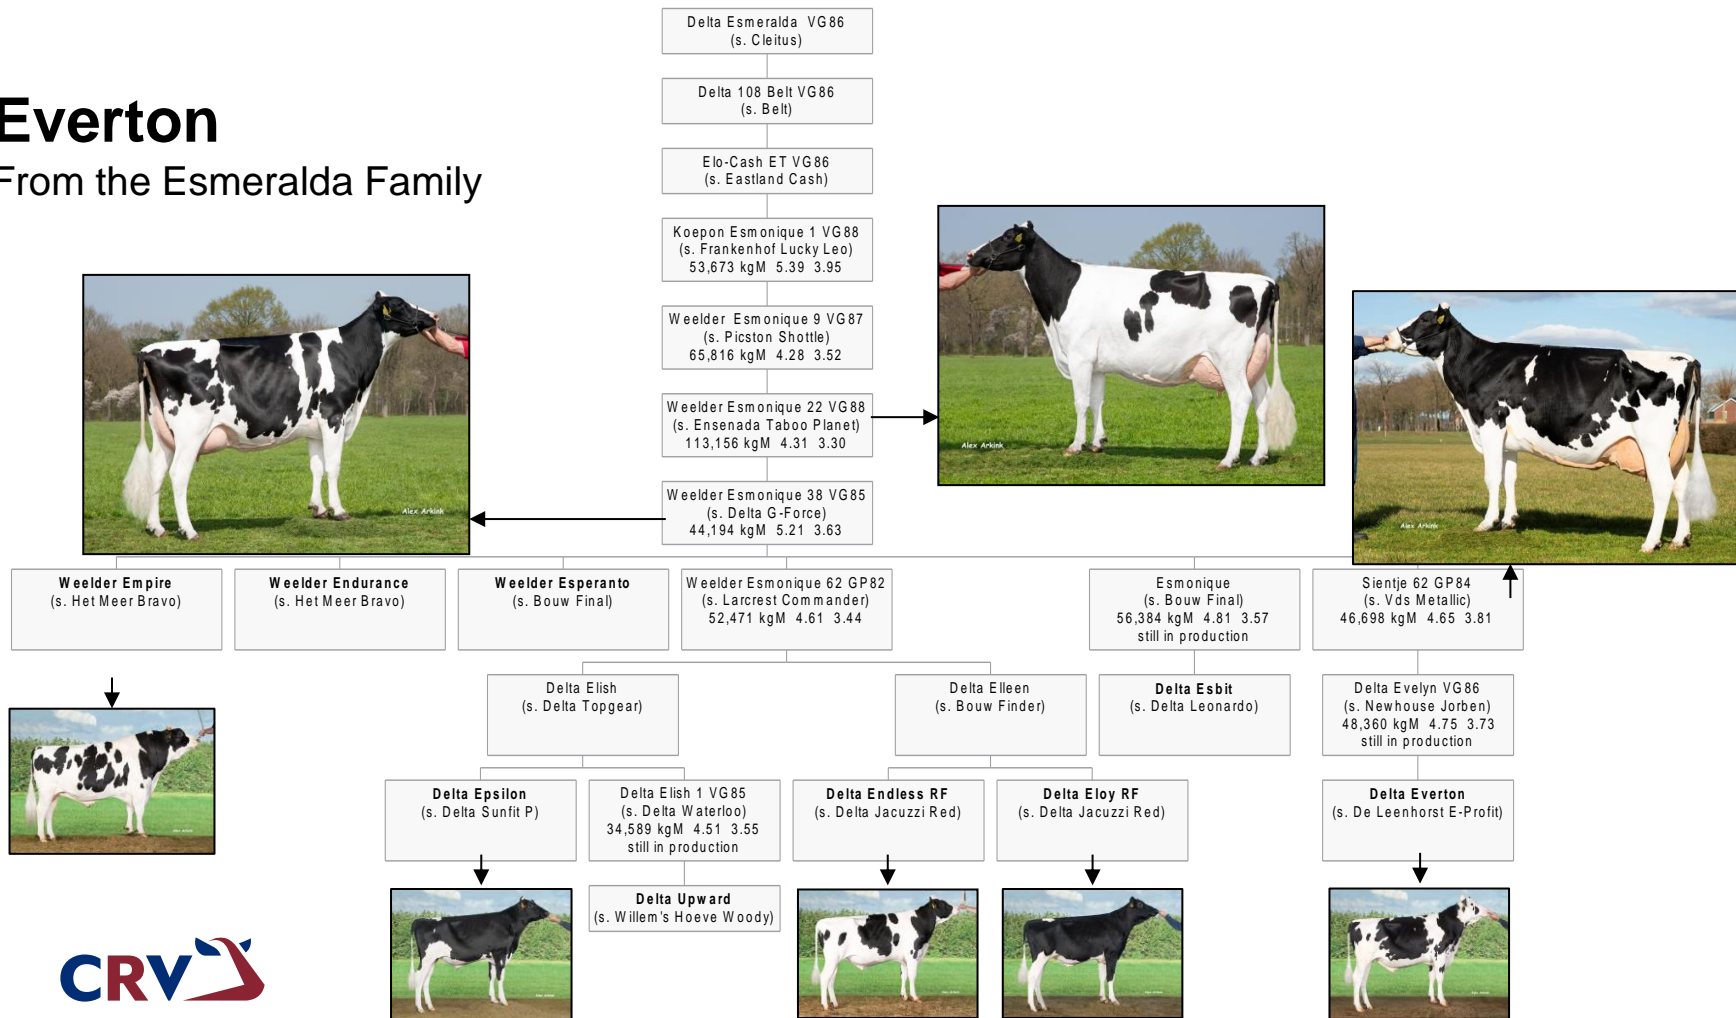 Delta Esmeralda VG86
(s. Cleitus)
Delta 108 Belt VG86
(s. Belt)
Everton
From the Esmeralda Family
Elo-Cash ET VG86
(s. Eastland Cash)
Koepon Esmonique 1 VG88
(s. Frankenhof Lucky Leo)
53,673 kgM 5.39 3.95
Weelder Esmonique 9 VG87
(s. Picston Shottle)
65,816 kgM 4.28 3.52
Weelder Esmonique 22 VG88
(s. Ensenada Taboo Planet)
113,156 kgM 4.31 3.30
Alex Arkink
Weelder Esmonique 38 VG85
(s. Delta G-Force)
44,194 kgM 5.21 3.63
Alex Arkink
Alex Arkink
Weelder Empire
(s. Het Meer Bravo)
Weelder Endurance
(s. Het Meer Bravo)
Weelder Esperanto
(s. Bouw Final)
Weelder Esmonique 62 GP82
(s. Larcrest Commander)
52,471 kgM 4.61 3.44
Esmonique
(s. Bouw Final)
56,384 kgM 4.81 3.57
still in production
Sientje 62 GP84
(s. Vds Metallic)
46,698 kgM 4.65 3.81
Delta Elish
(s. Delta Topgear)
Delta Elleen
(s. Bouw Finder)
Delta Esbit
(s. Delta Leonardo)
Delta Evelyn VG86
(s. Newhouse Jorben)
48,360 kgM 4.75 3.73
still in production
Delta Epsilon
(s. Delta Sunfit P)
Delta Elish 1 VG85
(s. Delta Waterloo)
34,589 kgM 4.51 3.55
still in production
Delta Endless RF
(s. Delta Jacuzzi Red)
Delta Eloy RF
(s. Delta Jacuzzi Red)
Delta Everton
(s. De Leenhorst E-Profit)
Delta Upward
(s. Willem's Hoeve Woody)
CRV